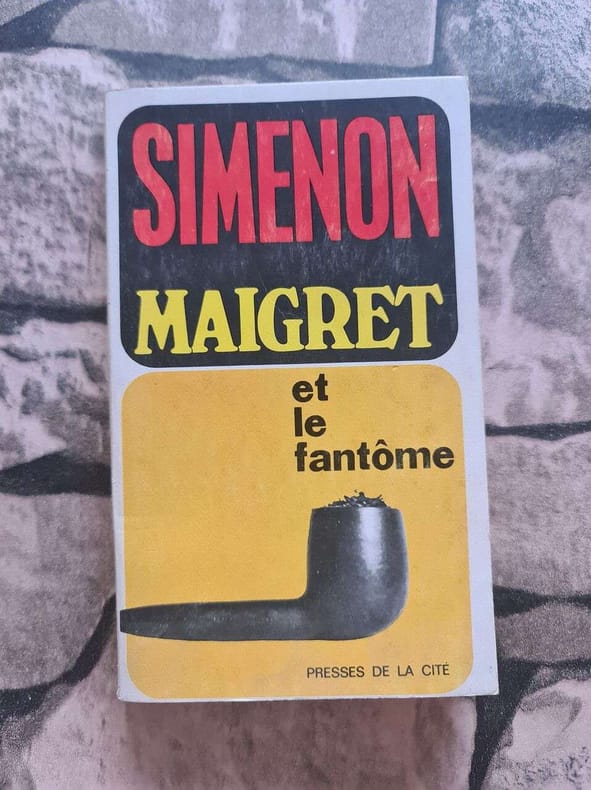 SIMENON
MAIGRET
et
le
fantôme
PRESSES DE LA CITÉ